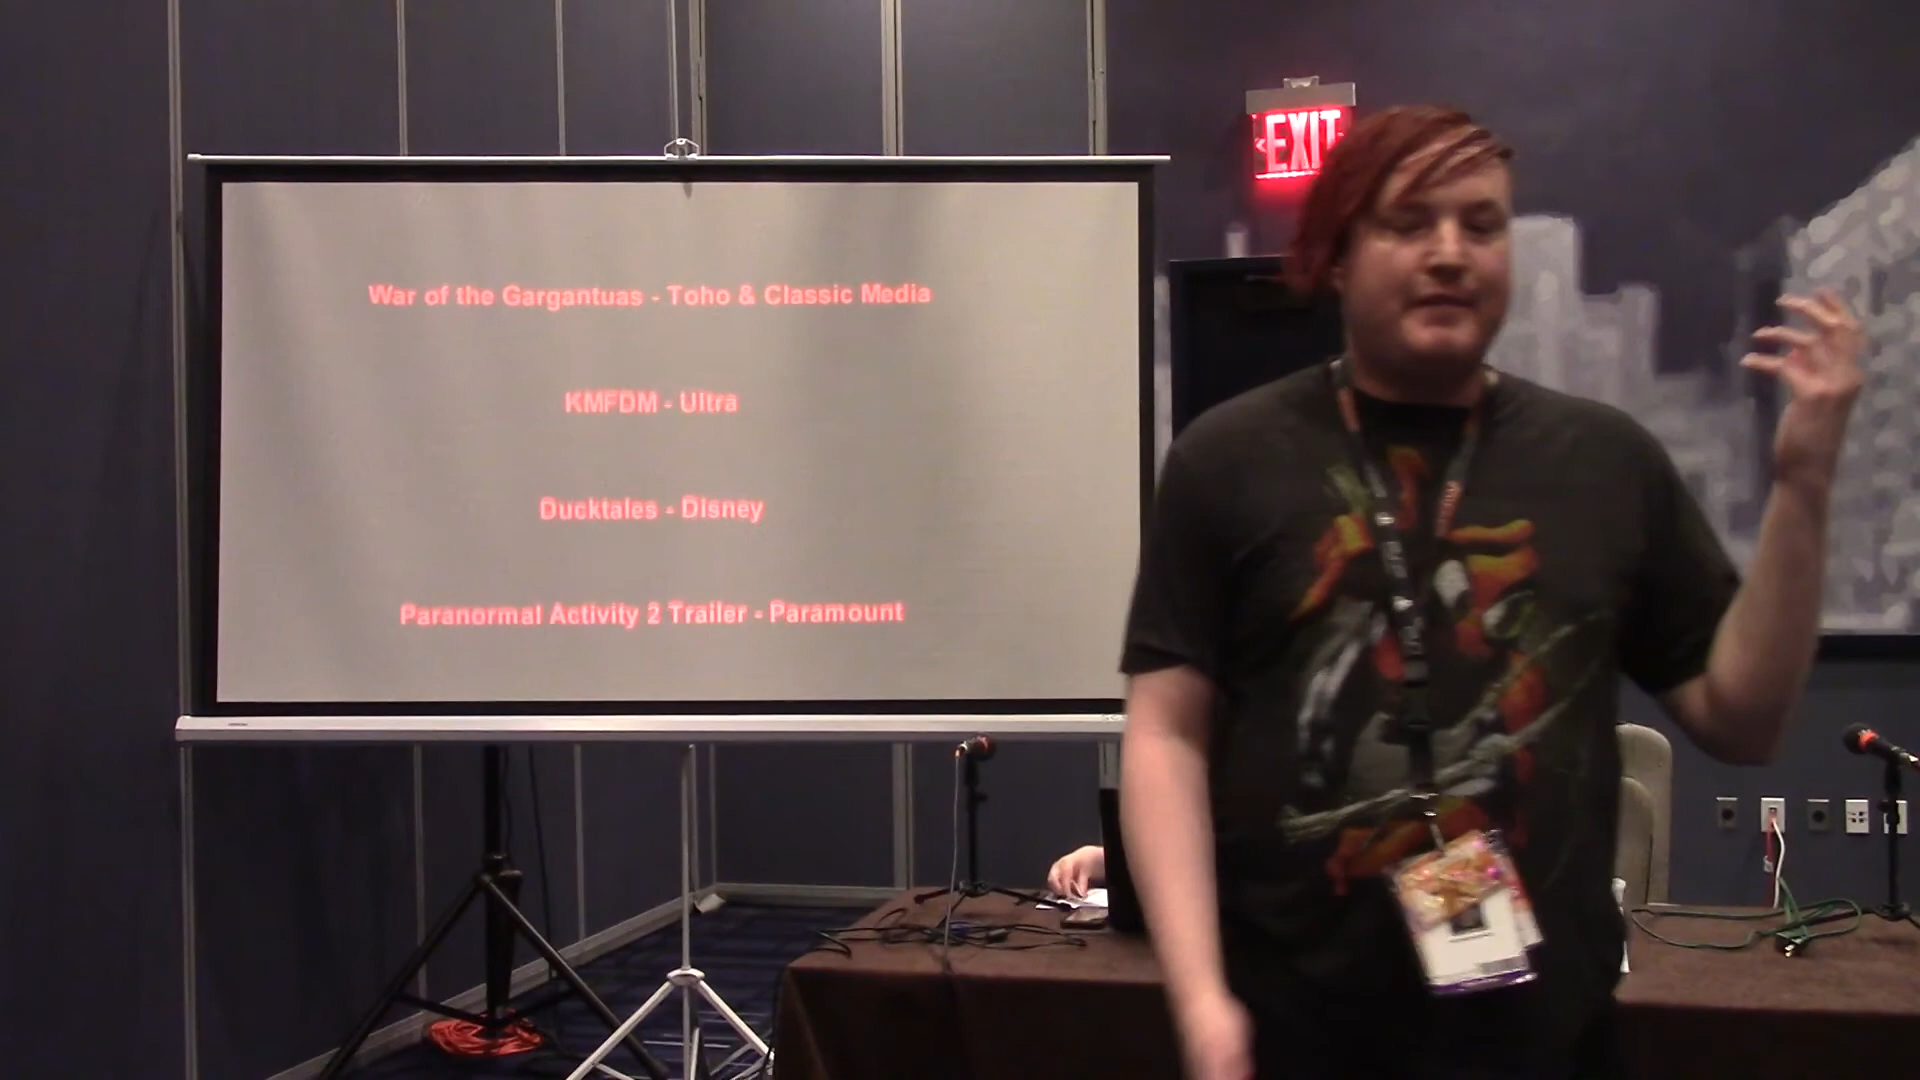 War of the Gargantuas - Toho & Classic Media
KMFDM - Ultra
Ducktales - Disney
Paranormal Activity 2 Trailer - Paramount
EXIT